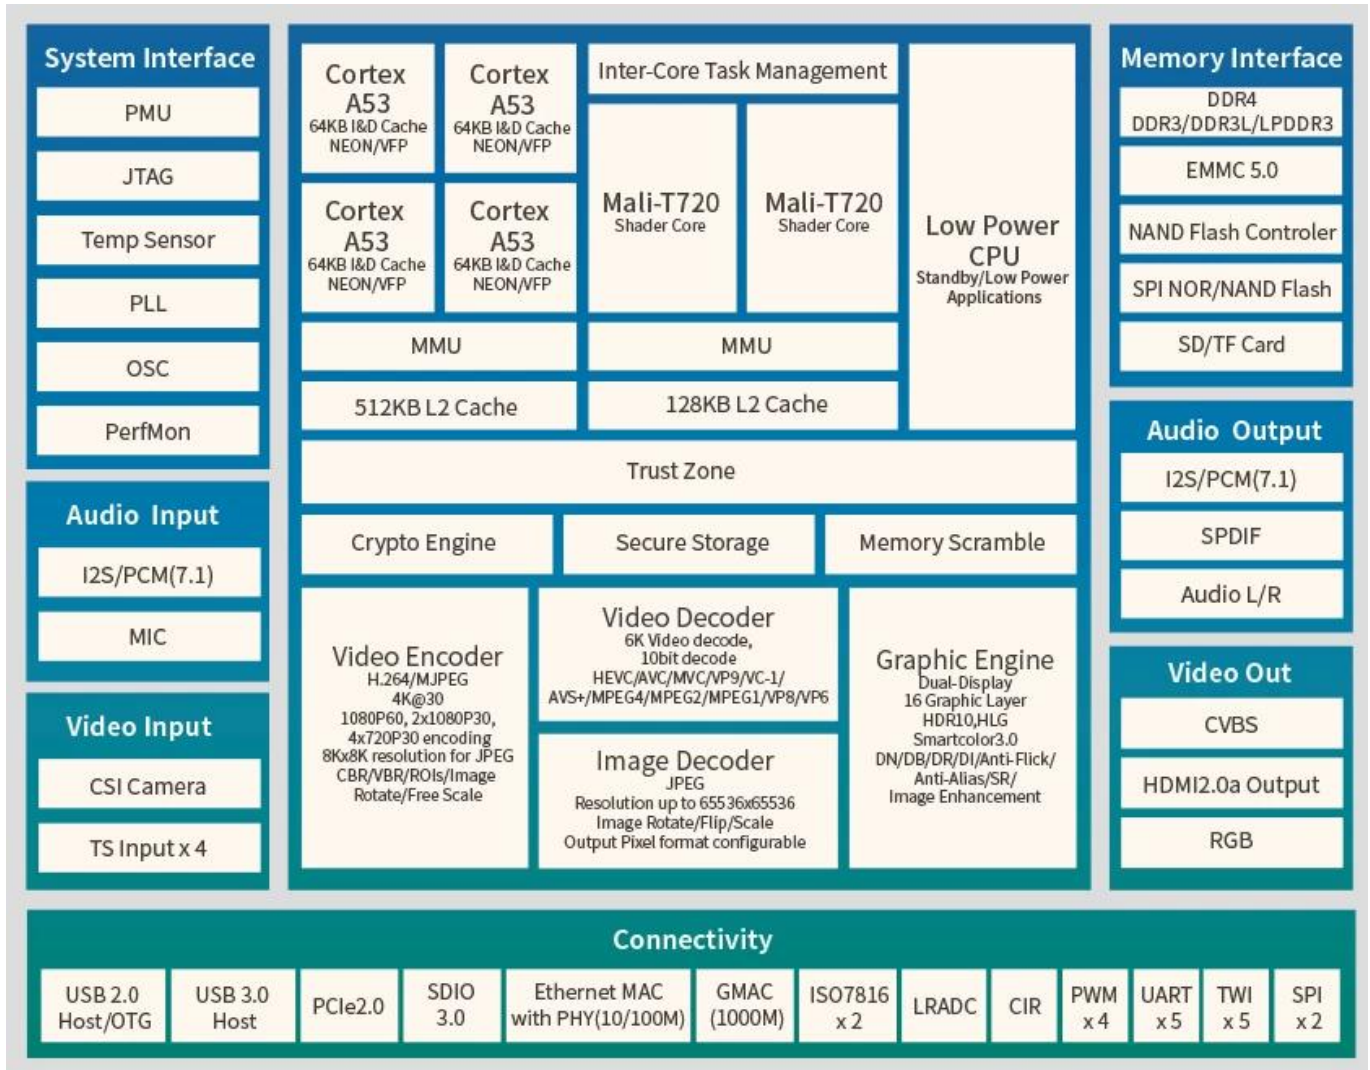 System Interface
PMU
JTAG
Temp Sensor
PLL
OSC
PerfMon
Audio Input
I2S/PCM(7.1)
MIC
Video Input
CSI Camera
TS Input x 4
Cortex
A53
64KB I&D Cache
NEON/VFP
Cortex
A53
64KB I&D Cache
NEON/VFP
Cortex
A53
64KB I&D Cache
NEON/VFP
Cortex
A53
64KB I&D Cache
NEON/VFP
MMU
512KB L2 Cache
Inter-Core Task Management
Mali-T720
Shader Core
Mali-T720
Shader Core
MMU
128KB L2 Cache
Low Power
CPU
Standby/Low Power
Applications
Trust Zone
Crypto Engine
Secure Storage
Memory Scramble
Video Encoder
H.264/MJPEG
4K@30
1080P60, 2x1080P30,
4x720P30 encoding
8Kx8K resolution for JPEG
CBR/VBR/ROIs/Image
Rotate/Free Scale
Video Decoder
6K Video decode,
10bit decode
HEVC/AVC/MVC/VP9/VC-1/
AVS+/MPEG4/MPEG2/MPEG1/VP8/VP6
Image Decoder
JPEG
Resolution up to 65536x65536
Image Rotate/Flip/Scale
Output Pixel format configurable
Graphic Engine
Dual-Display
16 Graphic Layer
HDR10,HLG
Smartcolor3.0
DN/DB/DR/DI/Anti-Flick/
Anti-Alias/SR/
Image Enhancement
Memory Interface
DDR4
DDR3/DDR3L/LPDDR3
EMMC 5.0
NAND Flash Controler
SPI NOR/NAND Flash
SD/TF Card
Audio Output
I2S/PCM(7.1)
SPDIF
Audio L/R
Video Out
CVBS
HDMI2.0a Output
RGB
Connectivity
USB 2.0
Host/OTG
USB 3.0
Host
PCIe2.0
SDIO
3.0
Ethernet MAC
with PHY(10/100M)
GMAC
(1000M)
ISO7816
x 2
LRADC
CIR
PWM
x 4
UART
x 5
TWI
x 5
SPI
x 2